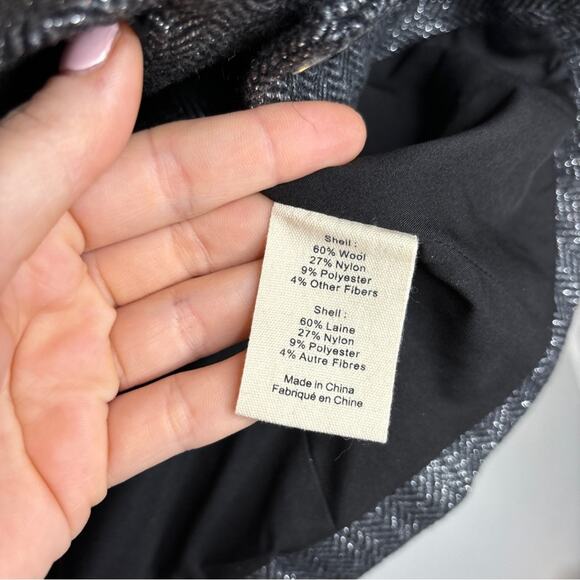 Shell :
60% Wool
27% Nylon
9% Polyester
4% Other Fibers
Shell :
60% Laine
27% Nylon
9% Polyester
4% Autre Fibres
Made in China
Fabriqué en Chine